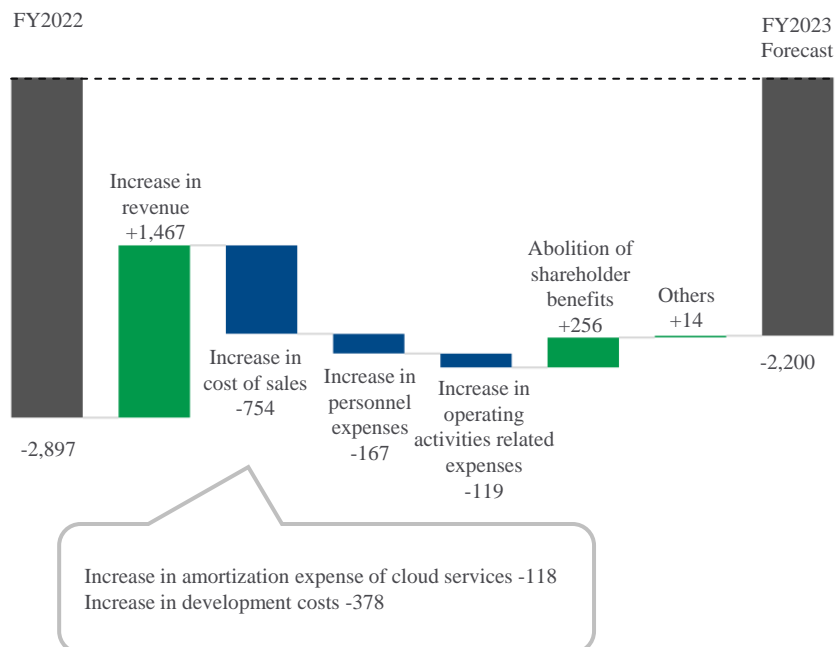 FY2022
FY2023
Forecast
Increase in
revenue
+1,467
Abolition of
shareholder
benefits
+256
Others
+14
Increase in
cost of sales
-754
Increase in
personnel
expenses
-167
Increase in
operating
activities related
expenses
-119
-2,200
-2,897
Increase in amortization expense of cloud services -118
Increase in development costs -378